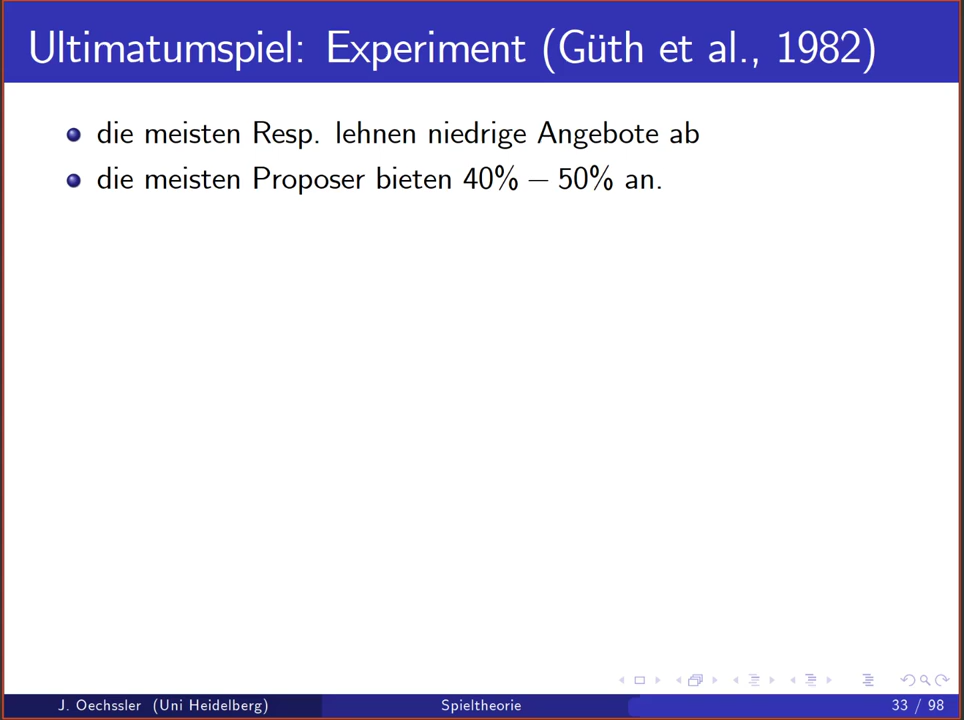 Ultimatumspiel: Experiment (Güth et al., 1982)
die meisten Resp. lehnen niedrige Angebote ab
die meisten Proposer bieten 40% – 50% an.
J. Oechssler (Uni Heidelberg)
Spieltheorie
33 / 98